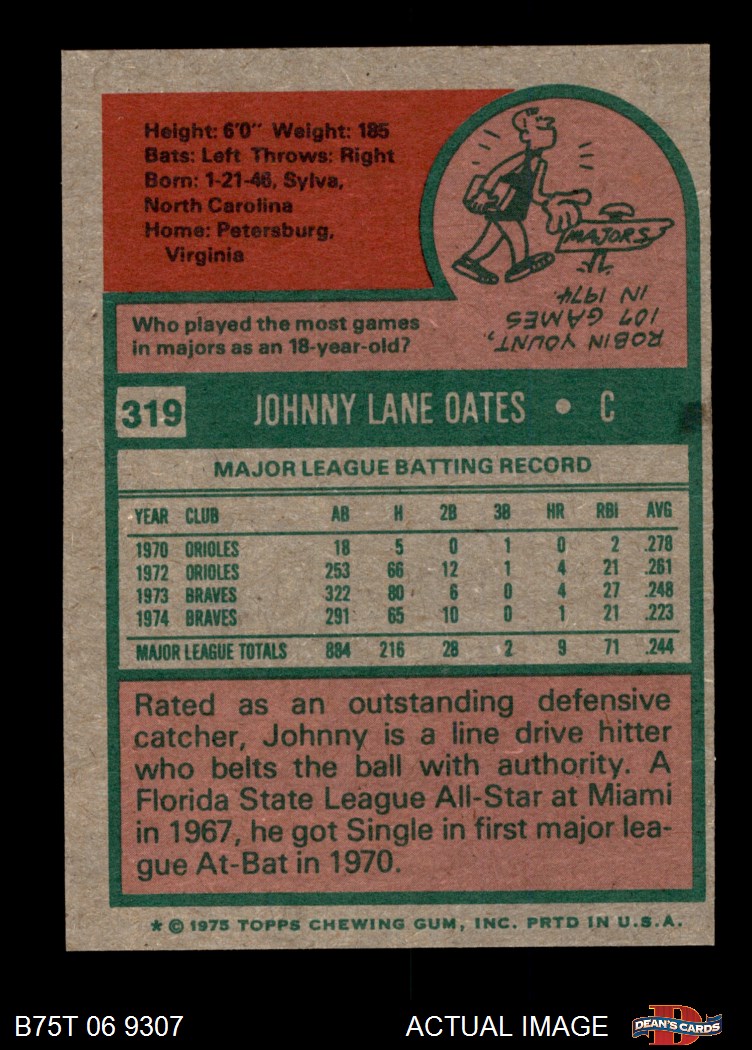 Height: 6'0" Weight: 185
Bats: Left Throws: Right
Born: 1-21-46, Sylva,
North Carolina
Home: Petersburg,
Virginia
MAJORS
Who played the most games
in majors as an 18-year-old?
ROBIN YOUNT,
107 GAMES
IN 1974.
319 JOHNNY LANE OATES • C
MAJOR LEAGUE BATTING RECORD
YEAR CLUB AB H 2B 3B HR RBI AVG
1970 ORIOLES 18 5 0 1 0 2 .278
1972 ORIOLES 253 66 12 1 4 21 .261
1973 BRAVES 322 80 6 0 4 27 .248
1974 BRAVES 291 65 10 0 1 21 .223
MAJOR LEAGUE TOTALS 884 216 28 2 9 71 .244
Rated as an outstanding defensive
catcher, Johnny is a line drive hitter
who belts the ball with authority. A
Florida State League All-Star at Miami
in 1967, he got Single in first major lea-
gue At-Bat in 1970.
* © 1975 TOPPS CHEWING GUM, INC. PRTD IN U.S.A.
B75T 06 9307 ACTUAL IMAGE DEAN'S CARDS